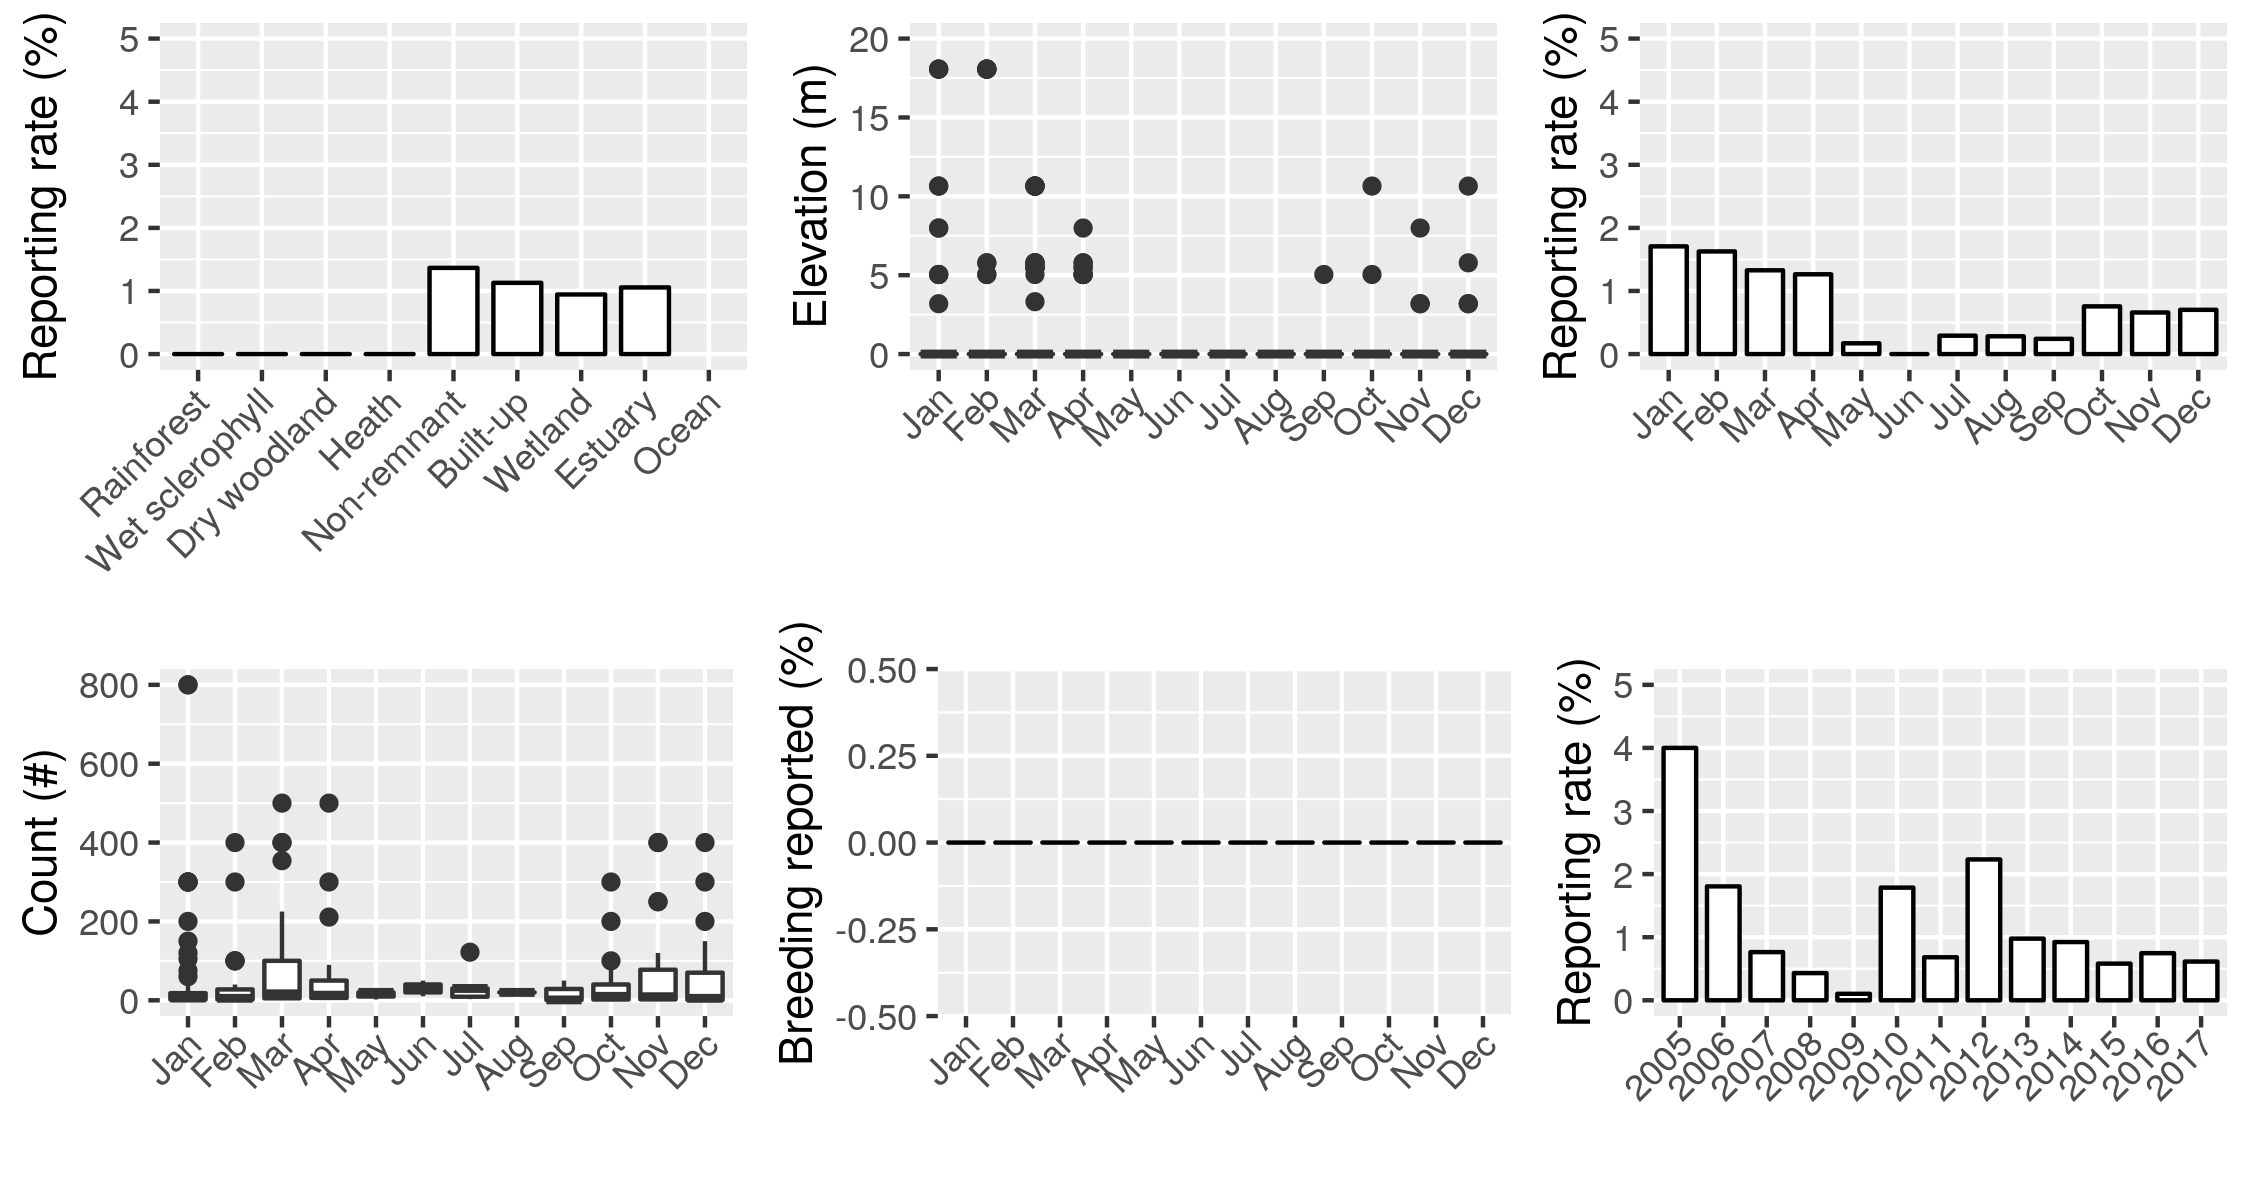 Reporting rate (%)
5
4
3
2
1
0
Rainforest
Wet sclerophyll
Dry woodland
Heath
Non-remnant
Built-up
Wetland
Estuary
Ocean
Elevation (m)
20
15
10
5
0
Jan
Feb
Mar
Apr
May
Jun
Jul
Aug
Sep
Oct
Nov
Dec
Reporting rate (%)
5
4
3
2
1
0
Jan
Feb
Mar
Apr
May
Jun
Jul
Aug
Sep
Oct
Nov
Dec
Count (#)
800
600
400
200
0
Jan
Feb
Mar
Apr
May
Jun
Jul
Aug
Sep
Oct
Nov
Dec
Breeding reported (%)
0.50
0.25
0.00
-0.25
-0.50
Jan
Feb
Mar
Apr
May
Jun
Jul
Aug
Sep
Oct
Nov
Dec
Reporting rate (%)
5
4
3
2
1
0
2005
2006
2007
2008
2009
2010
2011
2012
2013
2014
2015
2016
2017